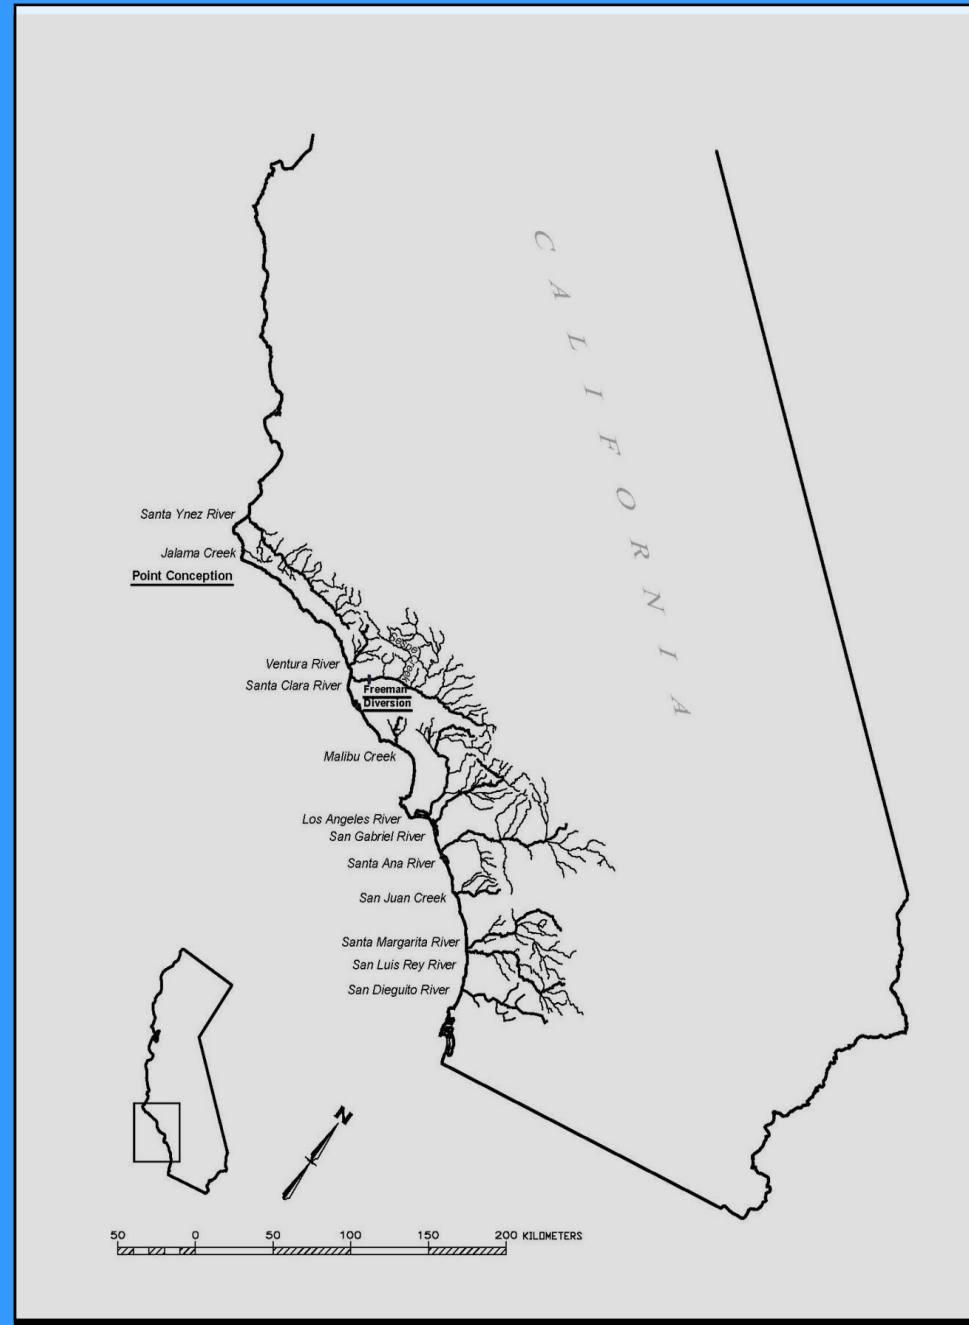 CALIFORNIA
Santa Ynez River
Jalama Creek
Point Conception
Sespe Creek
Ventura River
Santa Clara River
Freeman
Diversion
Malibu Creek
Los Angeles River
San Gabriel River
Santa Ana River
San Juan Creek
Santa Margarita River
San Luis Rey River
San Dieguito River
N
50 0 50 100 150 200 KILOMETERS